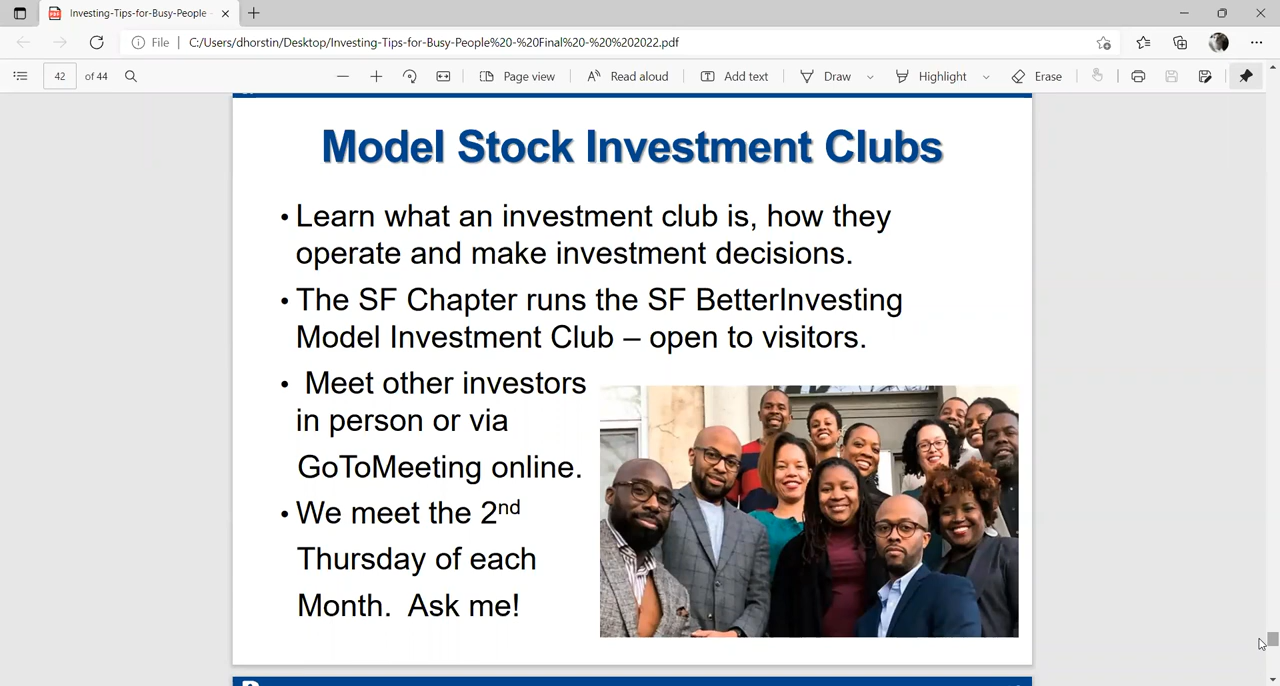 Investing-Tips-for-Busy-People
File
C:/Users/dhorstin/Desktop/Investing-Tips-for-Busy-People%20-%20Final%20-%20%202022.pdf
42 of 44
Page view
Read aloud
Add text
Draw
Highlight
Erase
Model Stock Investment Clubs
• Learn what an investment club is, how they
operate and make investment decisions.
• The SF Chapter runs the SF BetterInvesting
Model Investment Club – open to visitors.
• Meet other investors
in person or via
GoToMeeting online.
• We meet the 2nd
Thursday of each
Month. Ask me!